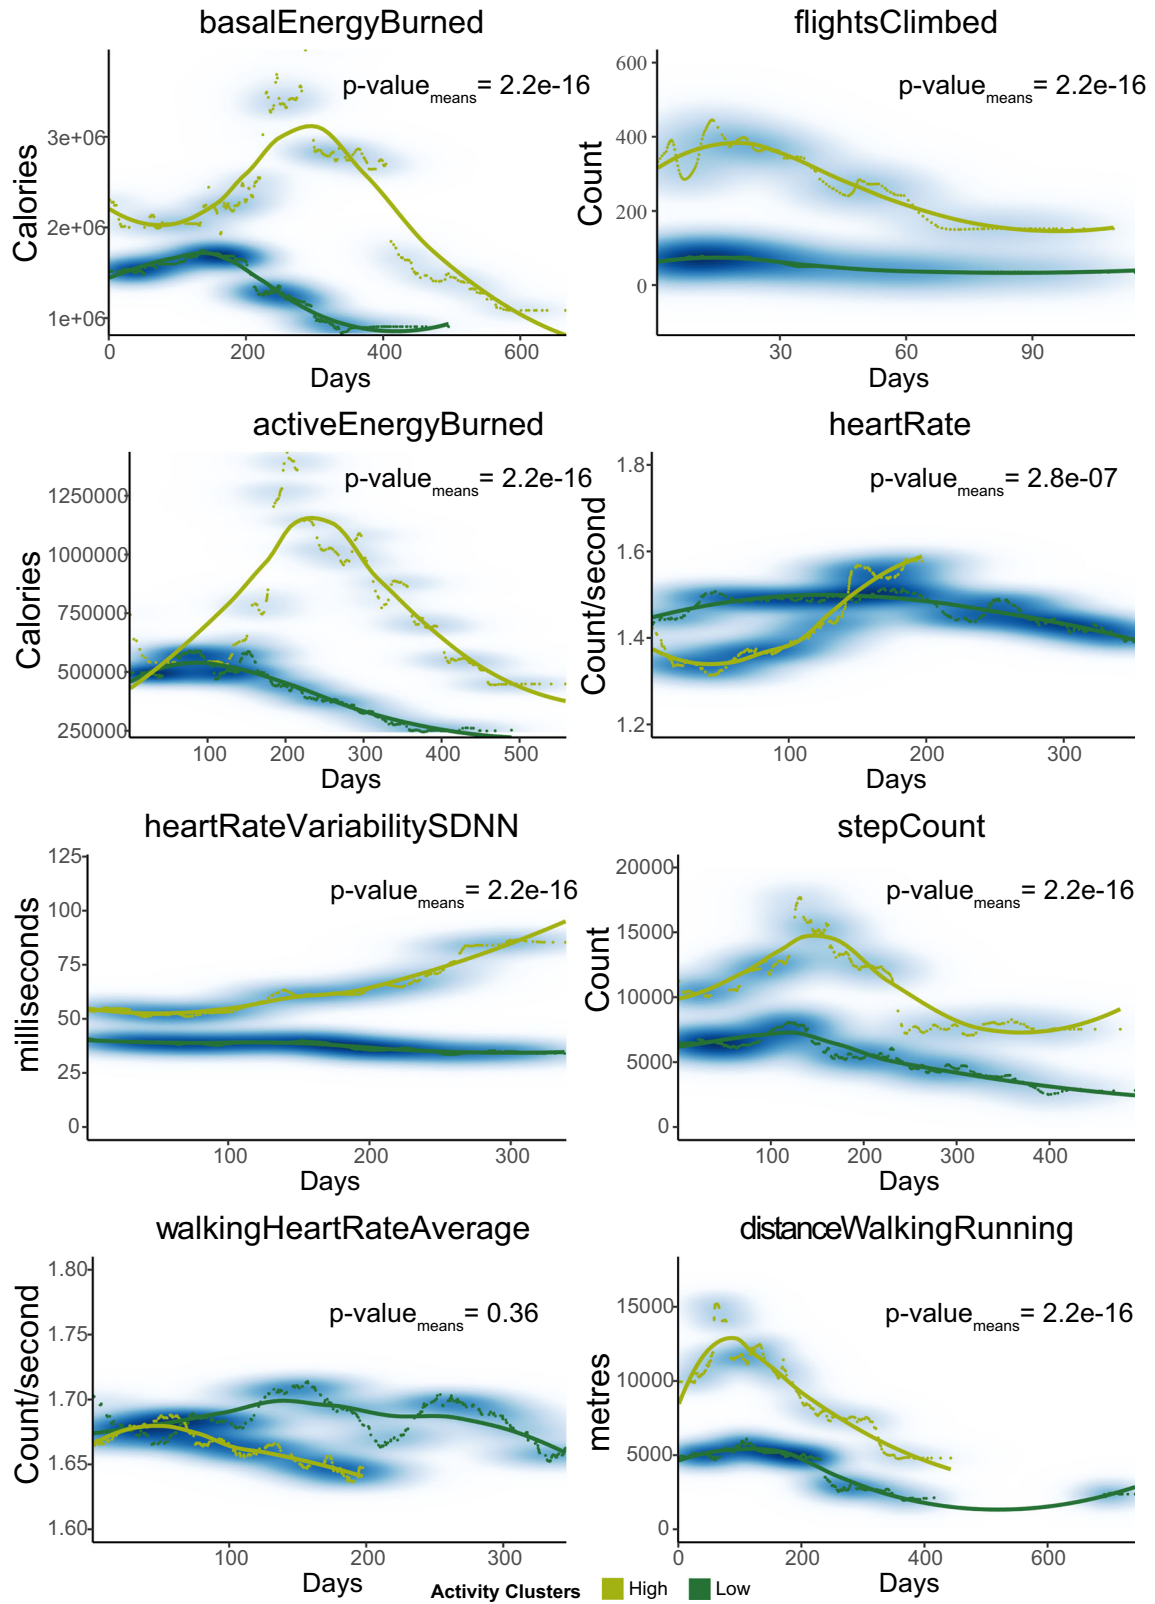 basalEnergyBurned
p-valuemeans= 2.2e-16
Calories
3e+06
2e+06
1e+06
0 200 400 600
Days
flightsClimbed
p-valuemeans= 2.2e-16
Count
600
400
200
0
30 60 90
Days
activeEnergyBurned
p-valuemeans= 2.2e-16
Calories
1250000
1000000
750000
500000
250000
100 200 300 400 500
Days
heartRate
p-valuemeans= 2.8e-07
Count/second
1.8
1.6
1.4
1.2
100 200 300
Days
heartRateVariabilitySDNN
p-valuemeans= 2.2e-16
milliseconds
125
100
75
50
25
0
100 200 300
Days
stepCount
p-valuemeans= 2.2e-16
Count
20000
15000
10000
5000
0
100 200 300 400
Days
walkingHeartRateAverage
p-valuemeans= 0.36
Count/second
1.80
1.75
1.70
1.65
1.60
100 200 300
Days
distanceWalkingRunning
p-valuemeans= 2.2e-16
metres
15000
10000
5000
0
0 200 400 600
Days
Activity Clusters High Low